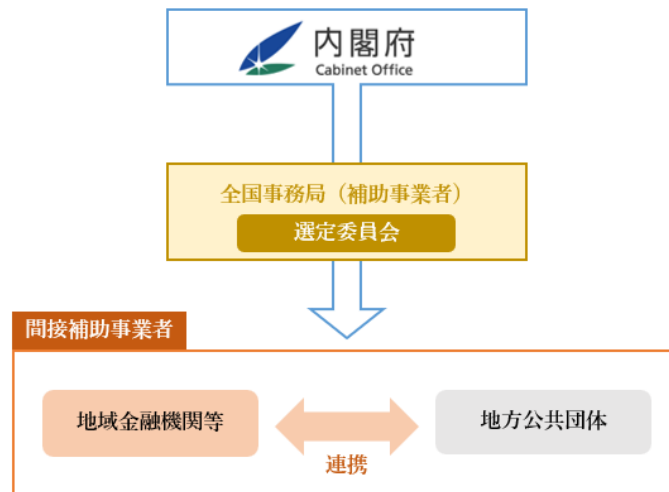 内閣府
Cabinet Office
全国事務局（補助事業者）
選定委員会
間接補助事業者
地域金融機関等
地方公共団体
連携